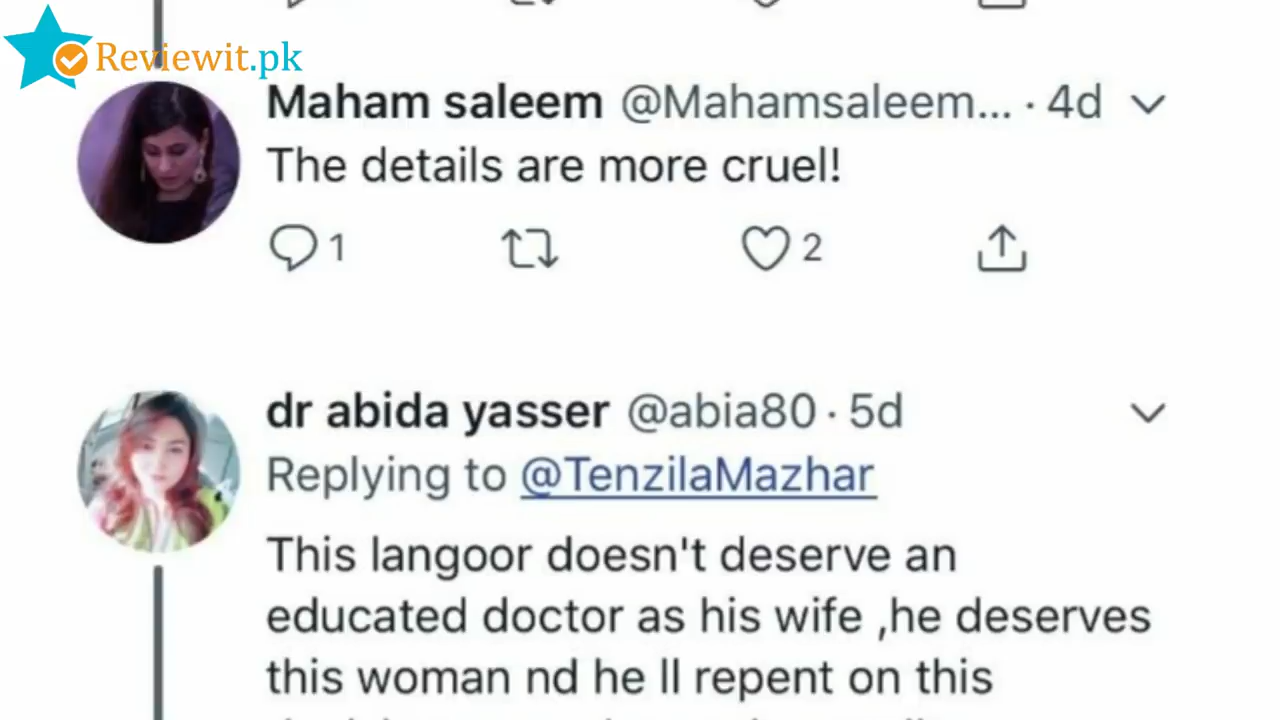 Reviewit.pk
Maham saleem @Mahamsaleem... · 4d
The details are more cruel!
1 2
dr abida yasser @abia80 · 5d
Replying to @TenzilaMazhar
This langoor doesn't deserve an
educated doctor as his wife ,he deserves
this woman nd he ll repent on this